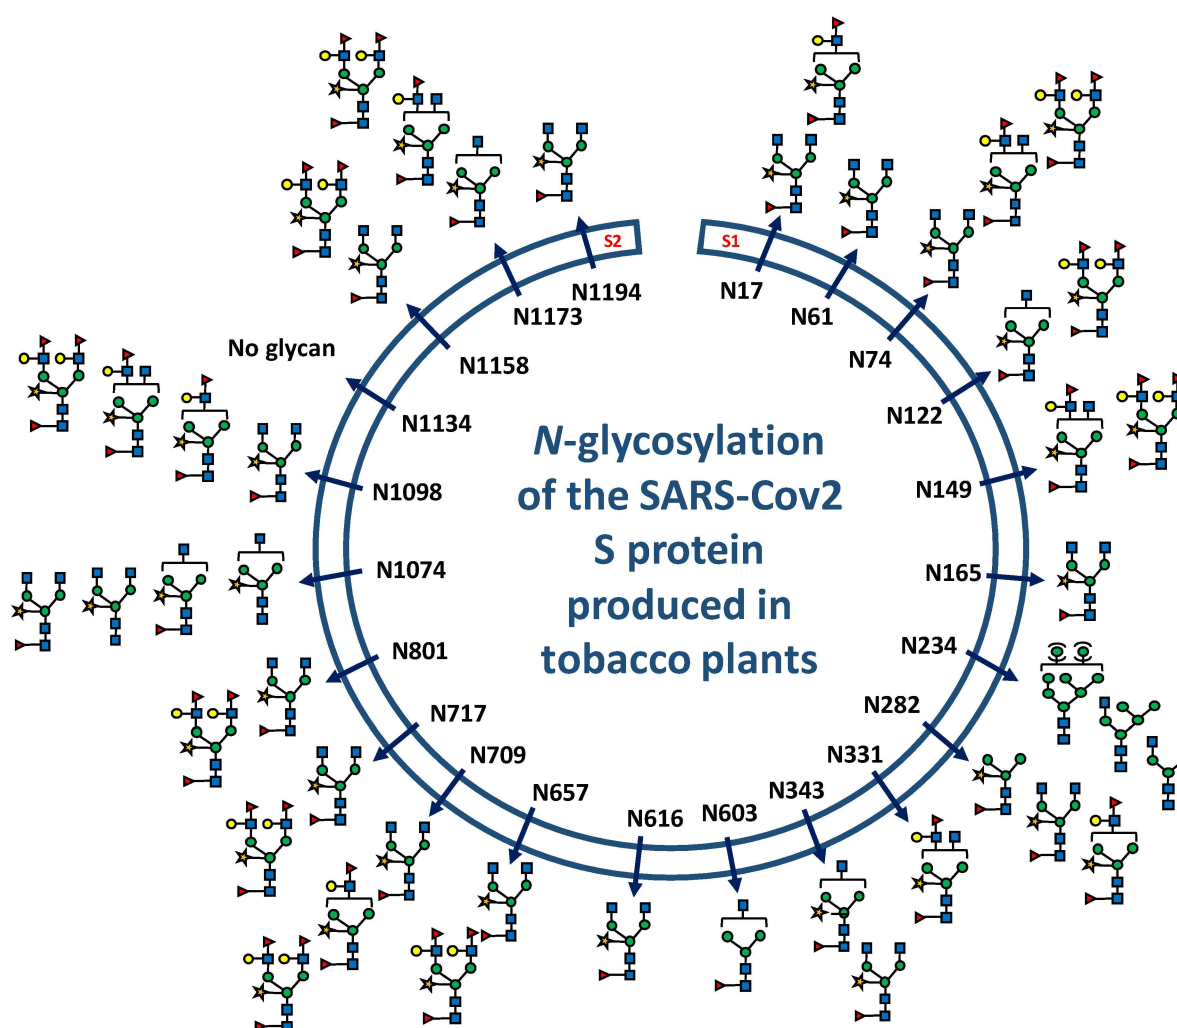 S2
S1
N17
N61
N74
N122
N149
N165
N234
N282
N331
N343
N603
N616
N657
N709
N717
N801
N1074
N1098
N1134
No glycan
N1158
N1173
N1194
N-glycosylation
of the SARS-Cov2
S protein
produced in
tobacco plants